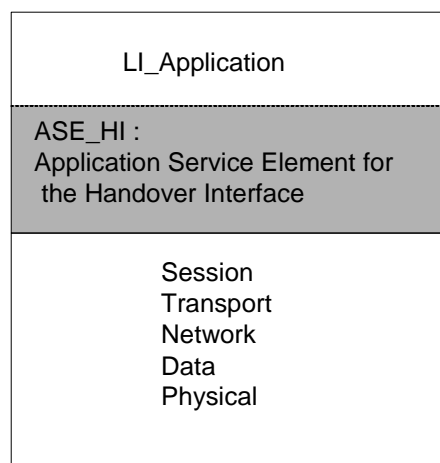 LI_Application
ASE_HI :
Application Service Element for
the Handover Interface
Session
Transport
Network
Data
Physical